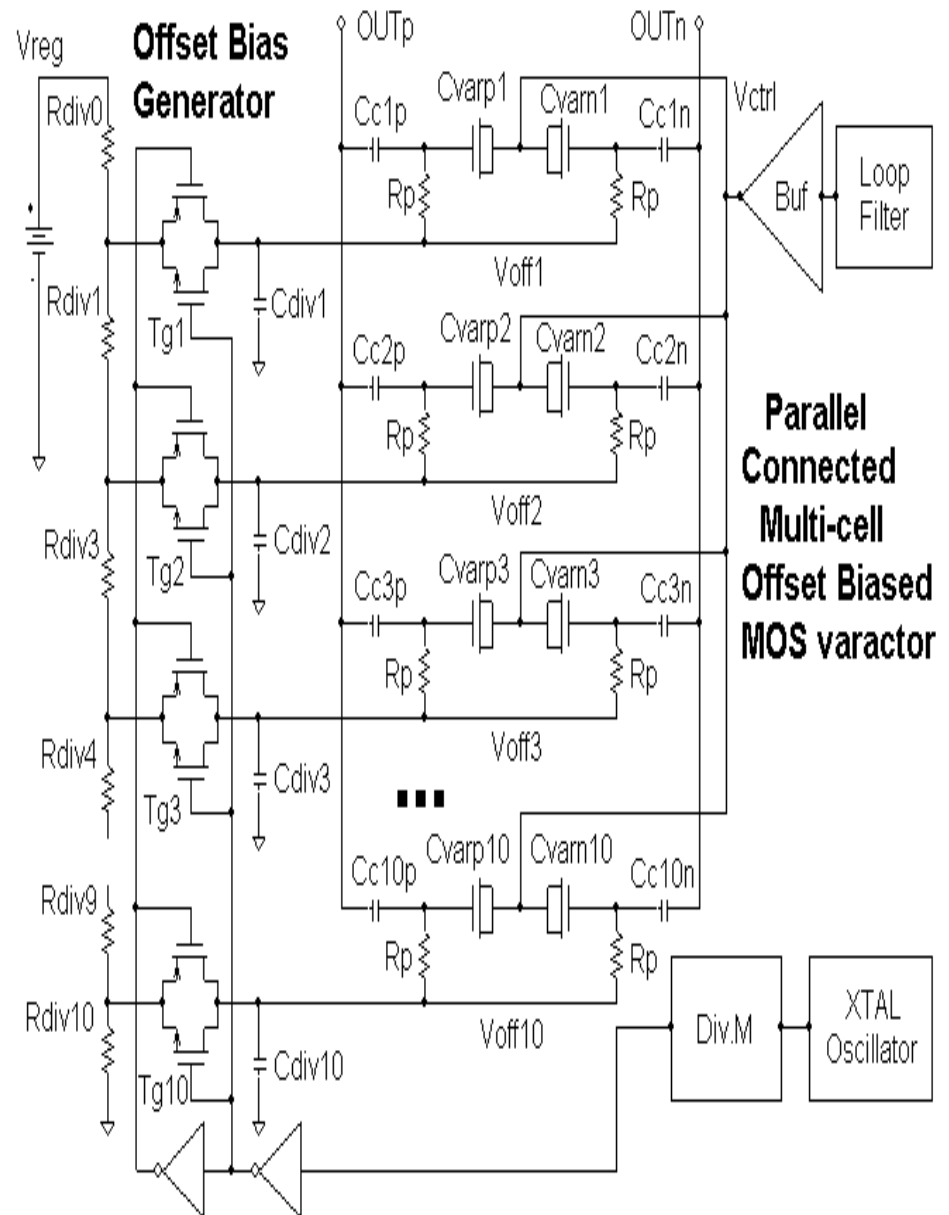 OUTp
OUTn
Vreg
Offset Bias
Generator
Rdiv0
Cvarp1
Cvarn1
Cc1p
Cc1n
Vctrl
Rp
Rp
Buf
Loop
Filter
Voff1
Rdiv1
Tg1
Cdiv1
Cvarp2
Cvarn2
Cc2p
Cc2n
Rp
Rp
Voff2
Parallel
Connected
Multi-cell
Offset Biased
MOS varactor
Rdiv3
Tg2
Cdiv2
Cvarp3
Cvarn3
Cc3p
Cc3n
Rp
Rp
Voff3
Rdiv4
Tg3
Cdiv3
...
Cvarp10
Cvarn10
Cc10p
Cc10n
Rdiv9
Rp
Rp
Rdiv10
Voff10
Tg10
Cdiv10
Div.M
XTAL
Oscillator